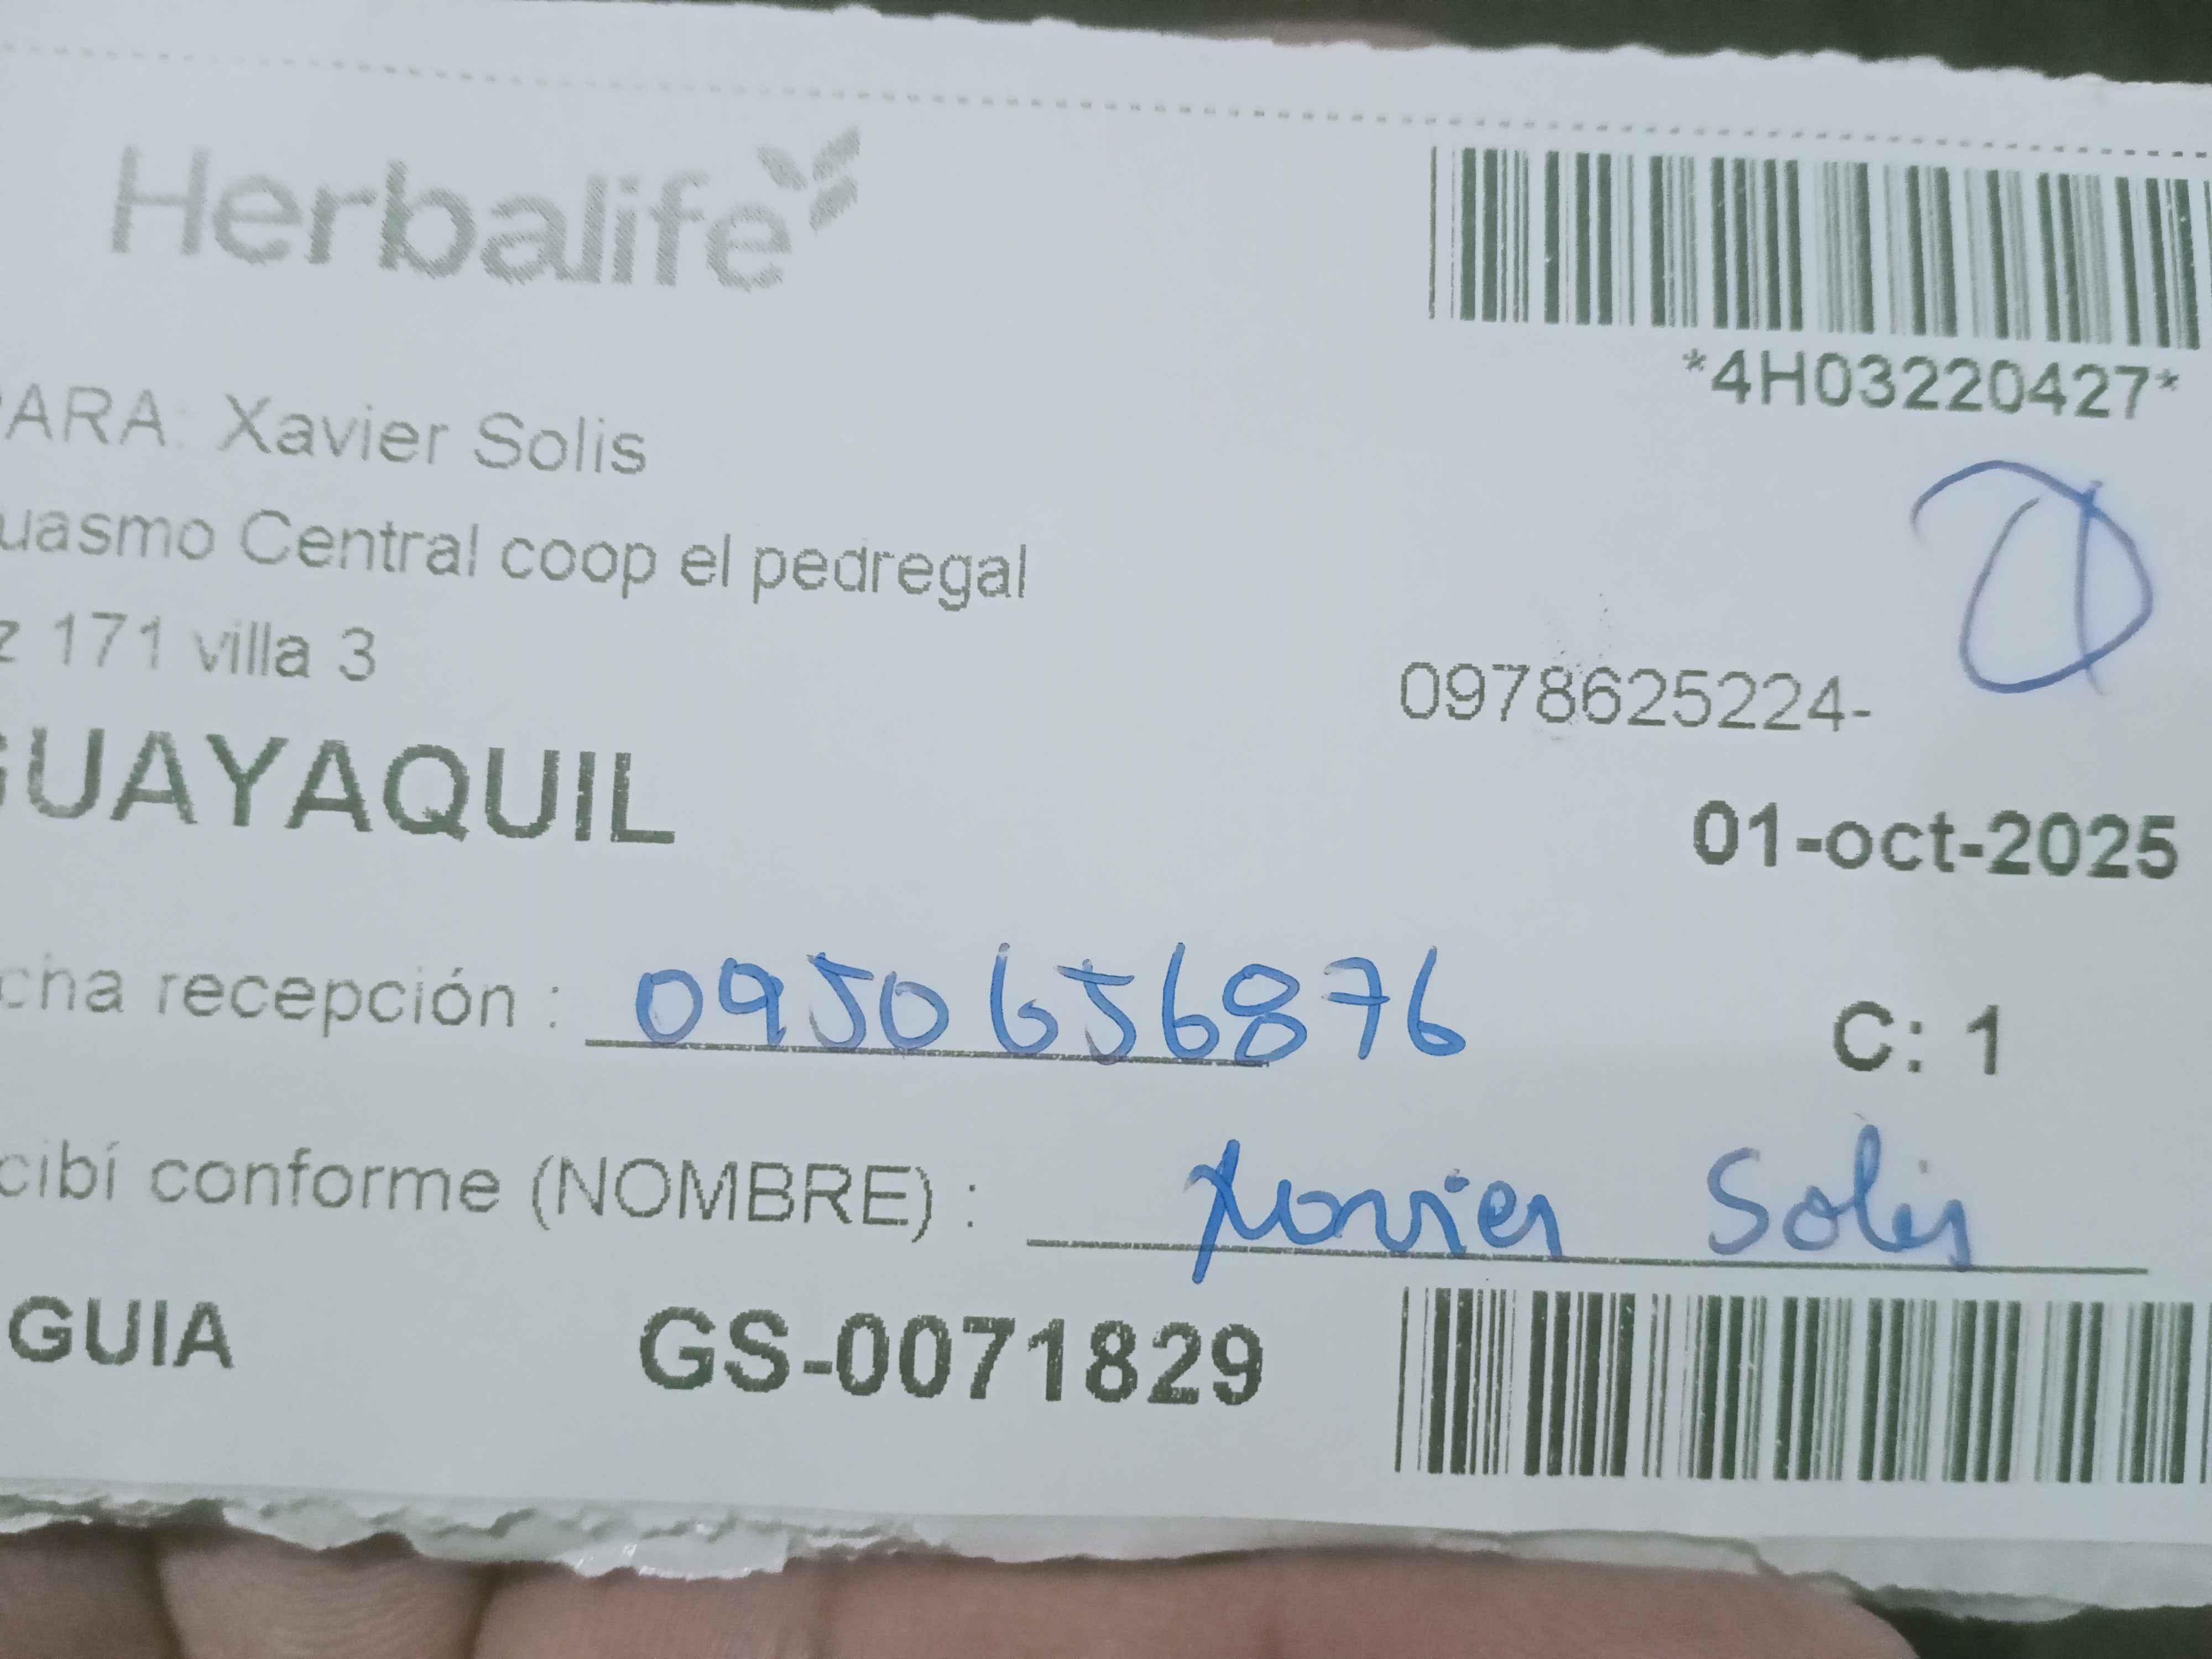 Herbalife
*4H03220427*
ARA: Xavier Solis
uasmo Central coop el pedregal
z 171 villa 3
0978625224-
GUAYAQUIL
01-oct-2025
cha recepción : 0950656876
C: 1
cibí conforme (NOMBRE) : Xavier Solis
GUIA GS-0071829